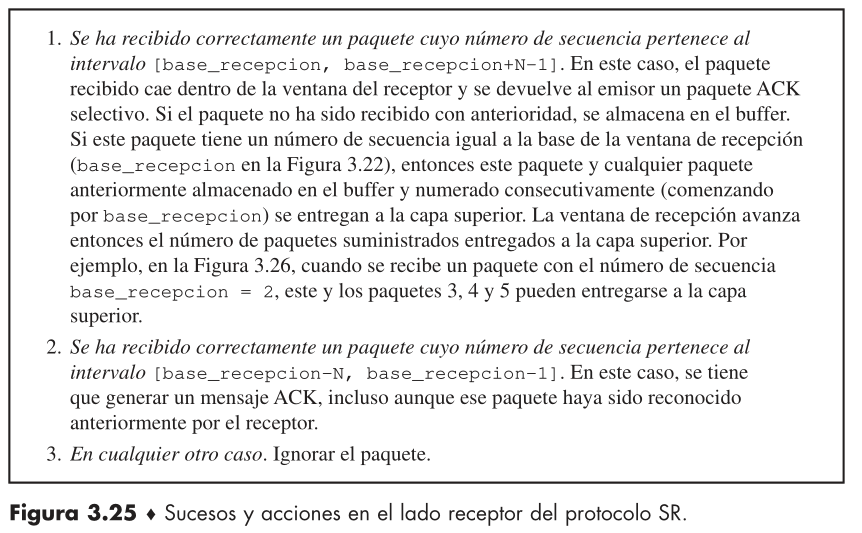 1. Se ha recibido correctamente un paquete cuyo número de secuencia pertenece al
intervalo [base_recepcion, base_recepcion+N-1]. En este caso, el paquete
recibido cae dentro de la ventana del receptor y se devuelve al emisor un paquete ACK
selectivo. Si el paquete no ha sido recibido con anterioridad, se almacena en el buffer.
Si este paquete tiene un número de secuencia igual a la base de la ventana de recepción
(base_recepcion en la Figura 3.22), entonces este paquete y cualquier paquete
anteriormente almacenado en el buffer y numerado consecutivamente (comenzando
por base_recepcion) se entregan a la capa superior. La ventana de recepción avanza
entonces el número de paquetes suministrados entregados a la capa superior. Por
ejemplo, en la Figura 3.26, cuando se recibe un paquete con el número de secuencia
base_recepcion = 2, este y los paquetes 3, 4 y 5 pueden entregarse a la capa
superior.
2. Se ha recibido correctamente un paquete cuyo número de secuencia pertenece al
intervalo [base_recepcion-N, base_recepcion-1]. En este caso, se tiene
que generar un mensaje ACK, incluso aunque ese paquete haya sido reconocido
anteriormente por el receptor.
3. En cualquier otro caso. Ignorar el paquete.
Figura 3.25 ♦ Sucesos y acciones en el lado receptor del protocolo SR.